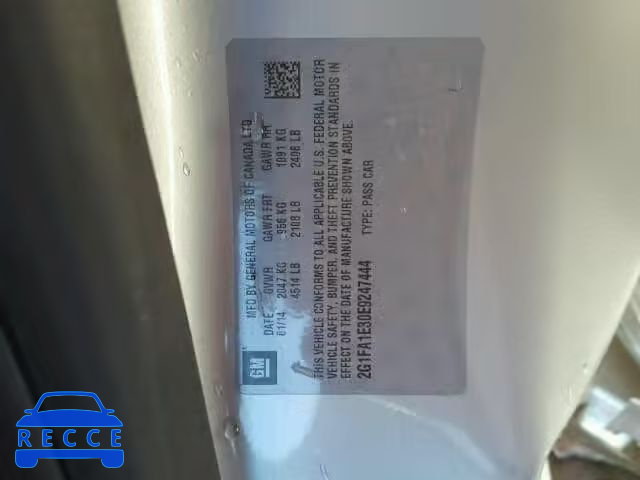 GM
MFD BY GENERAL MOTORS OF CANADA LTD
DATE GVWR GAWR FRT GAWR RR
01/14 2047 KG 956 KG 1091 KG
4514 LB 2108 LB 2406 LB
THIS VEHICLE CONFORMS TO ALL APPLICABLE U.S. FEDERAL MOTOR
VEHICLE SAFETY, BUMPER, AND THEFT PREVENTION STANDARDS IN
EFFECT ON THE DATE OF MANUFACTURE SHOWN ABOVE.
2G1FA1E30E9247444 TYPE: PASS CAR
RECCE